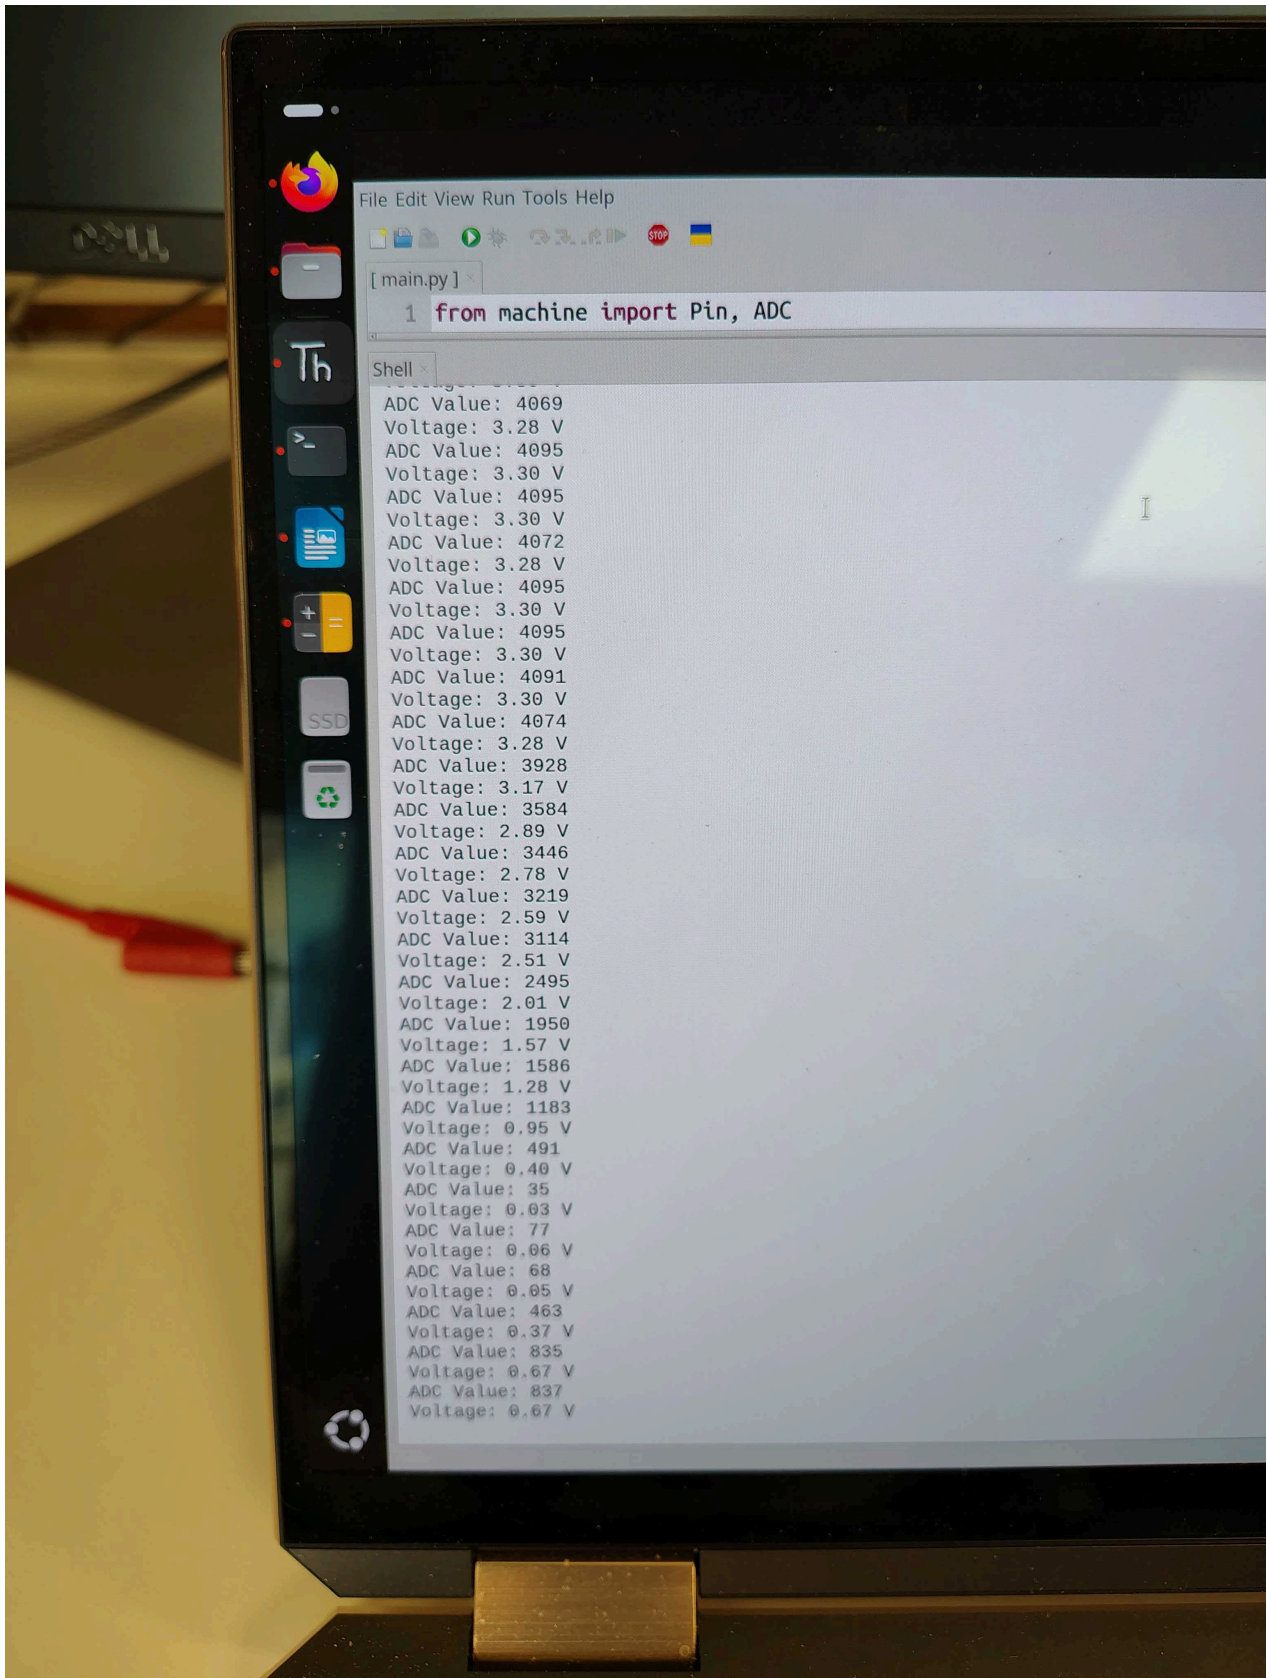 DELL
File Edit View Run Tools Help
STOP
[ main.py ]
1 from machine import Pin, ADC
Th
Shell
ADC Value: 4069
Voltage: 3.28 V
ADC Value: 4095
Voltage: 3.30 V
ADC Value: 4095
Voltage: 3.30 V
ADC Value: 4072
Voltage: 3.28 V
ADC Value: 4095
Voltage: 3.30 V
ADC Value: 4095
Voltage: 3.30 V
ADC Value: 4091
Voltage: 3.30 V
ADC Value: 4074
Voltage: 3.28 V
ADC Value: 3928
Voltage: 3.17 V
ADC Value: 3584
Voltage: 2.89 V
ADC Value: 3446
Voltage: 2.78 V
ADC Value: 3219
Voltage: 2.59 V
ADC Value: 3114
Voltage: 2.51 V
ADC Value: 2495
Voltage: 2.01 V
ADC Value: 1950
Voltage: 1.57 V
ADC Value: 1586
Voltage: 1.28 V
ADC Value: 1183
Voltage: 0.95 V
ADC Value: 491
Voltage: 0.40 V
ADC Value: 35
Voltage: 0.03 V
ADC Value: 77
Voltage: 0.06 V
ADC Value: 68
Voltage: 0.05 V
ADC Value: 463
Voltage: 0.37 V
ADC Value: 835
Voltage: 0.67 V
ADC Value: 837
Voltage: 0.67 V
SSD